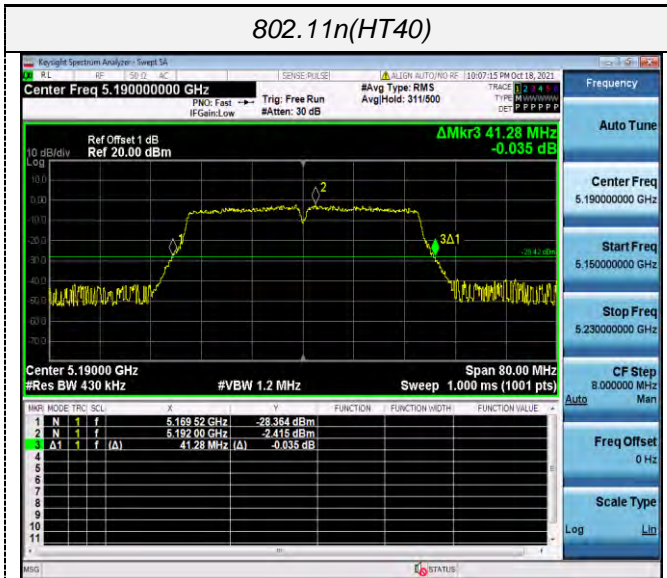 802.11n(HT40)
Keysight Spectrum Analyzer - Swept SA
RL RF 50 Ω AC SENSE:PULSE ALIGN AUTO/NO RF 10:07:15 PM Oct 18, 2021
Center Freq 5.190000000 GHz #Avg Type: RMS TRACE 1 2 3 4 5 6
PNO: Fast Trig: Free Run Avg|Hold: 311/500 TYPE MWWWWW
IFGain:Low #Atten: 30 dB DET P P P P P P
Ref Offset 1 dB ΔMkr3 41.28 MHz
10 dB/div Ref 20.00 dBm -0.035 dB
Log
10.0
0.00
-10.0
2
-20.0
1
3Δ1
-30.0
-40.0
-50.0
-60.0
-70.0
Center 5.19000 GHz Span 80.00 MHz
#Res BW 430 kHz #VBW 1.2 MHz Sweep 1.000 ms (1001 pts)
MKR MODE TRC SCL X Y FUNCTION FUNCTION WIDTH FUNCTION VALUE
1 N 1 f 5.169 52 GHz -28.364 dBm
2 N 1 f 5.192 00 GHz -2.415 dBm
3 Δ1 1 f (Δ) 41.28 MHz (Δ) -0.035 dB
4
5
6
7
8
9
10
11
MSG STATUS
Frequency
Auto Tune
Center Freq
5.190000000 GHz
Start Freq
5.150000000 GHz
Stop Freq
5.230000000 GHz
CF Step
8.000000 MHz
Auto Man
Freq Offset
0 Hz
Scale Type
Log Lin